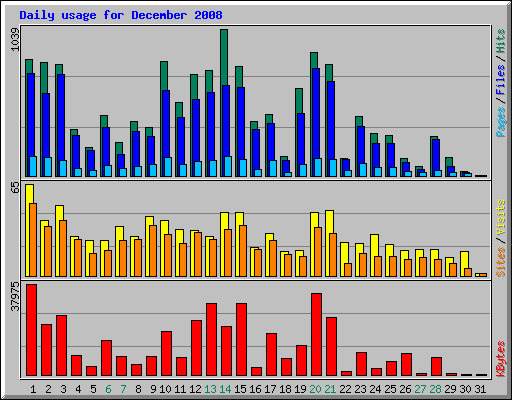 Daily usage for December 2008
1039
Pages / Files / Hits
65
Sites / Visits
37975
KBytes
1 2 3 4 5 6 7 8 9 10 11 12 13 14 15 16 17 18 19 20 21 22 23 24 25 26 27 28 29 30 31